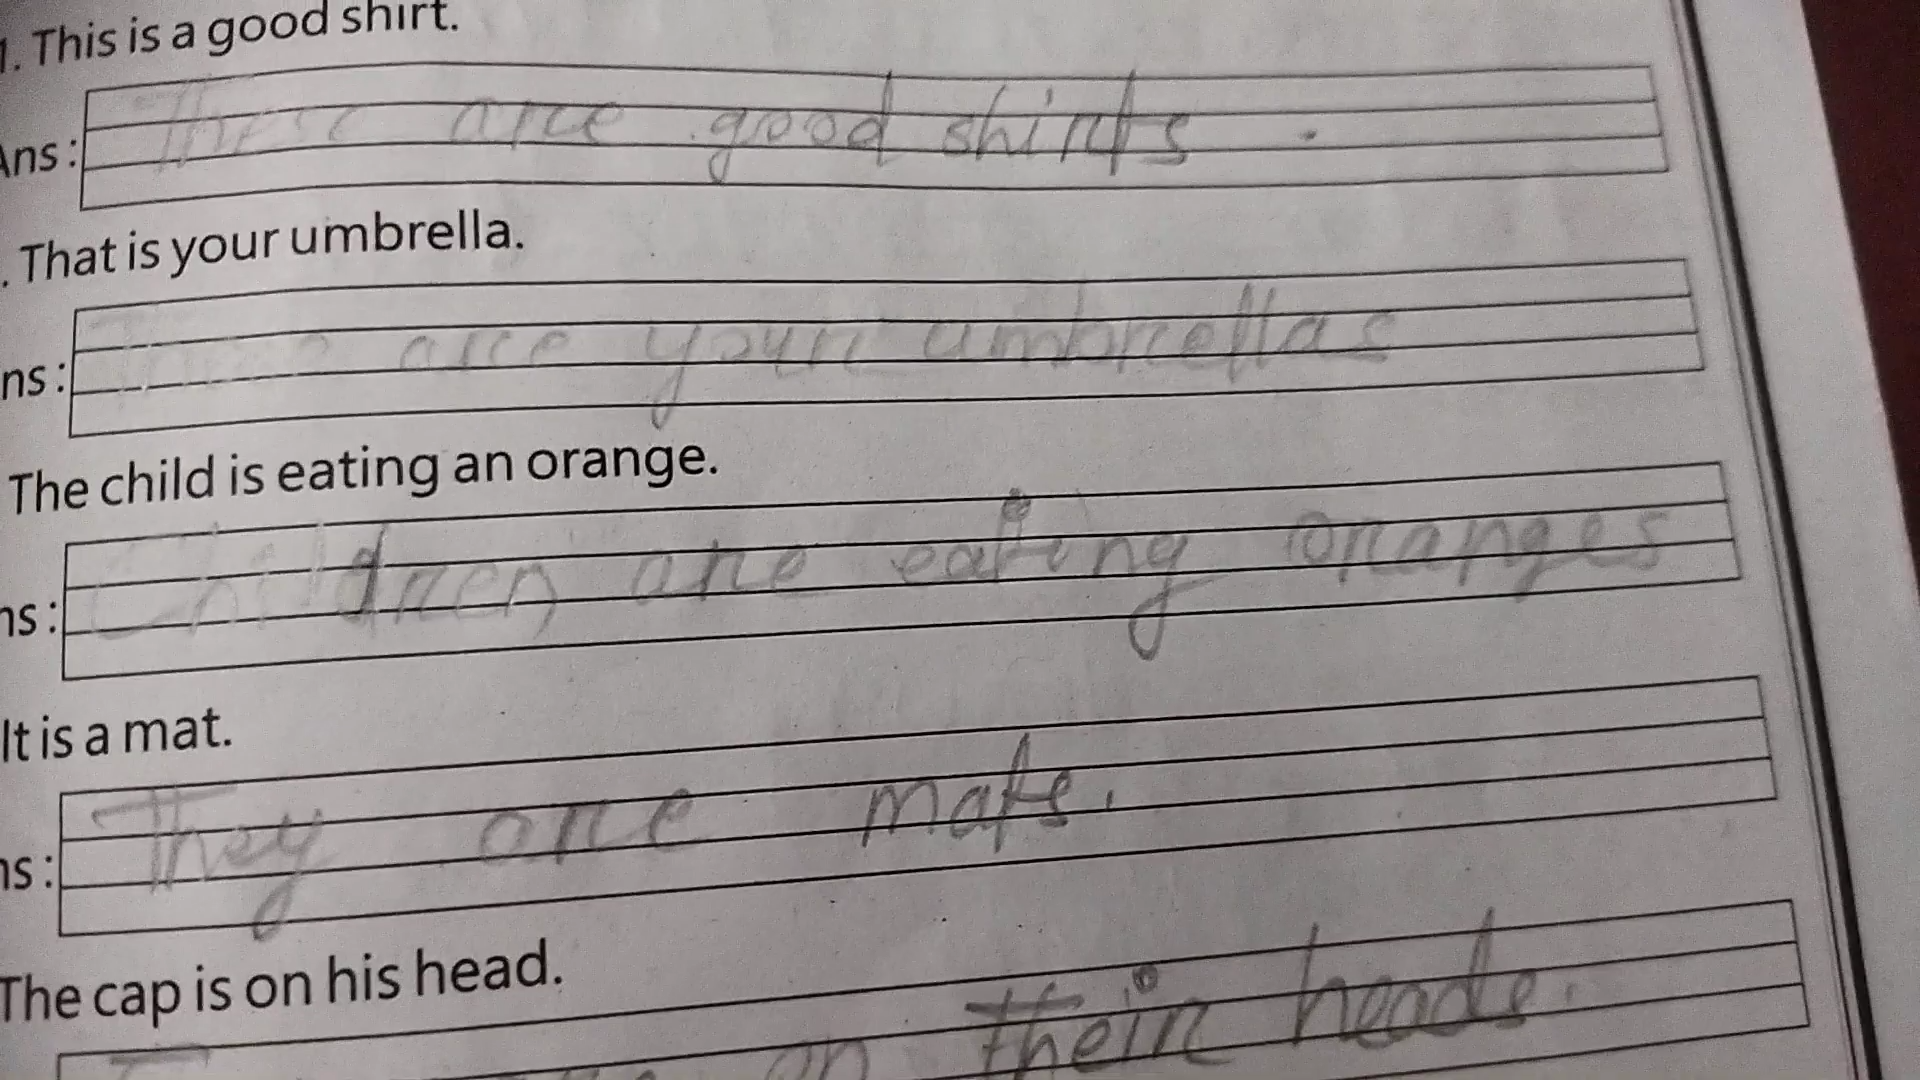 1. This is a good shirt.
Ans: These are good shirts.
. That is your umbrella.
ns: are your umbrellas
The child is eating an orange.
ns: Children are eating oranges
It is a mat.
ns: They are mats.
The cap is on his head.
on their heads.